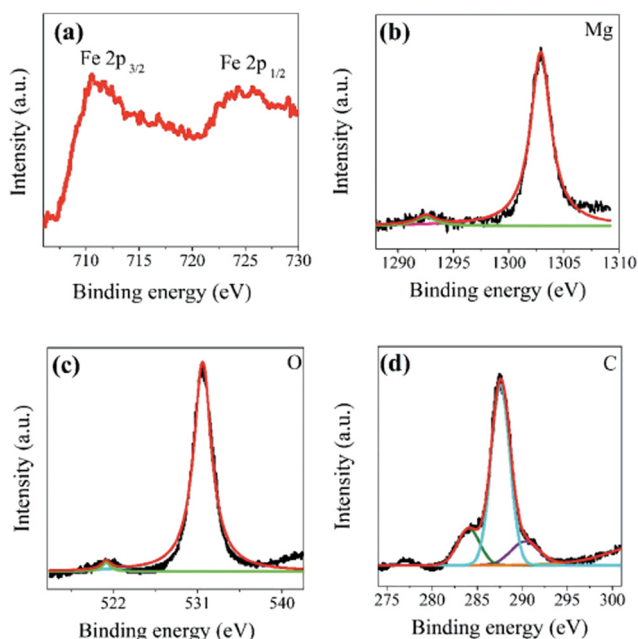 (a)
Fe 2p3/2
Fe 2p1/2
Intensity (a.u.)
710 715 720 725 730
Binding energy (eV)
(b)
Mg
Intensity (a.u.)
1290 1295 1300 1305 1310
Binding energy (eV)
(c)
O
Intensity (a.u.)
522 531 540
Binding energy (eV)
(d)
C
Intensity (a.u.)
275 280 285 290 295 300
Binding energy (eV)